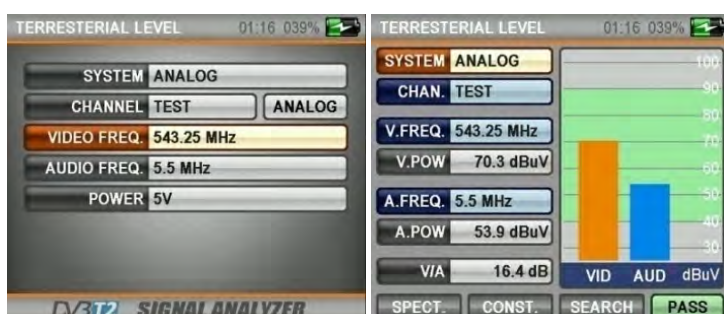 TERRESTERIAL LEVEL 01:16 039%
SYSTEM ANALOG
CHANNEL TEST ANALOG
VIDEO FREQ. 543.25 MHz
AUDIO FREQ. 5.5 MHz
POWER 5V
DVB T2 SIGNAL ANALYZER
TERRESTERIAL LEVEL 01:16 039%
SYSTEM ANALOG
CHAN. TEST
V.FREQ. 543.25 MHz
V.POW 70.3 dBuV
A.FREQ. 5.5 MHz
A.POW 53.9 dBuV
V/A 16.4 dB
100
90
80
70
60
50
40
30
VID AUD dBuV
SPECT. CONST. SEARCH PASS